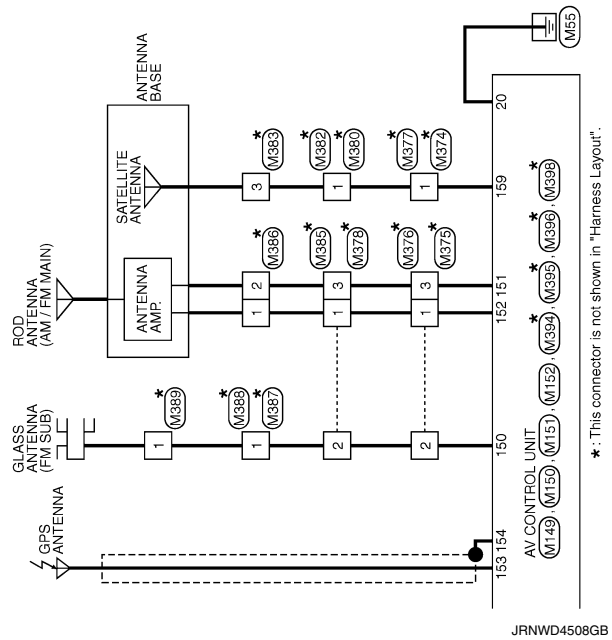 GPS
ANTENNA
GLASS
ANTENNA
(FM SUB)
ROD
ANTENNA
(AM / FM MAIN)
SATELLITE
ANTENNA
ANTENNA
BASE
ANTENNA
AMP.
1
*
M389
1
*
M388
*
M387
2
2
1
2
*
M386
1
3
*
M385
*
M378
1
3
*
M376
*
M375
3
*
M383
1
*
M382
*
M380
1
*
M377
*
M374
153 154
150
152 151
159
20
M55
AV CONTROL UNIT
M149 , M150 , M151 , M152 , *M394 , *M395 , *M396 , *M398
* : This connector is not shown in "Harness Layout".
JRNWD4508GB